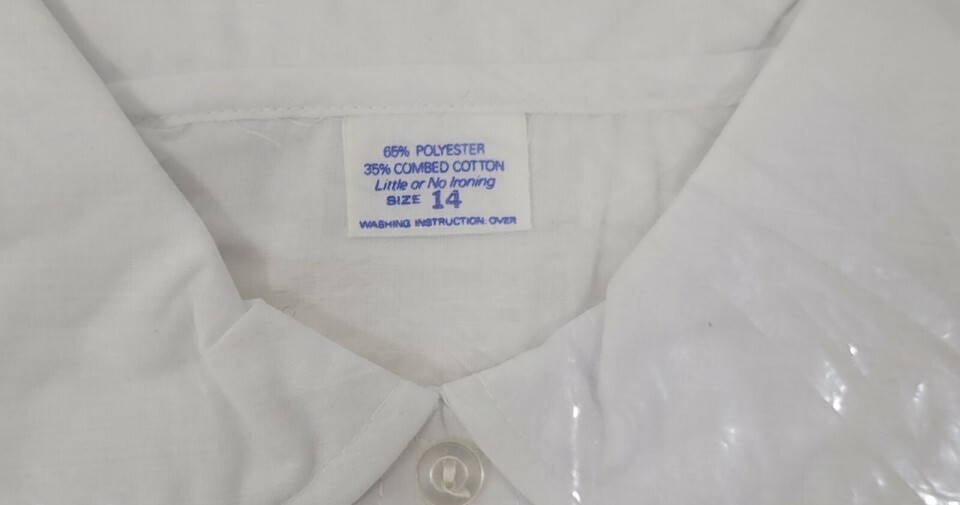 65% POLYESTER
35% COMBED COTTON
Little or No Ironing
SIZE 14
WASHING INSTRUCTION OVER